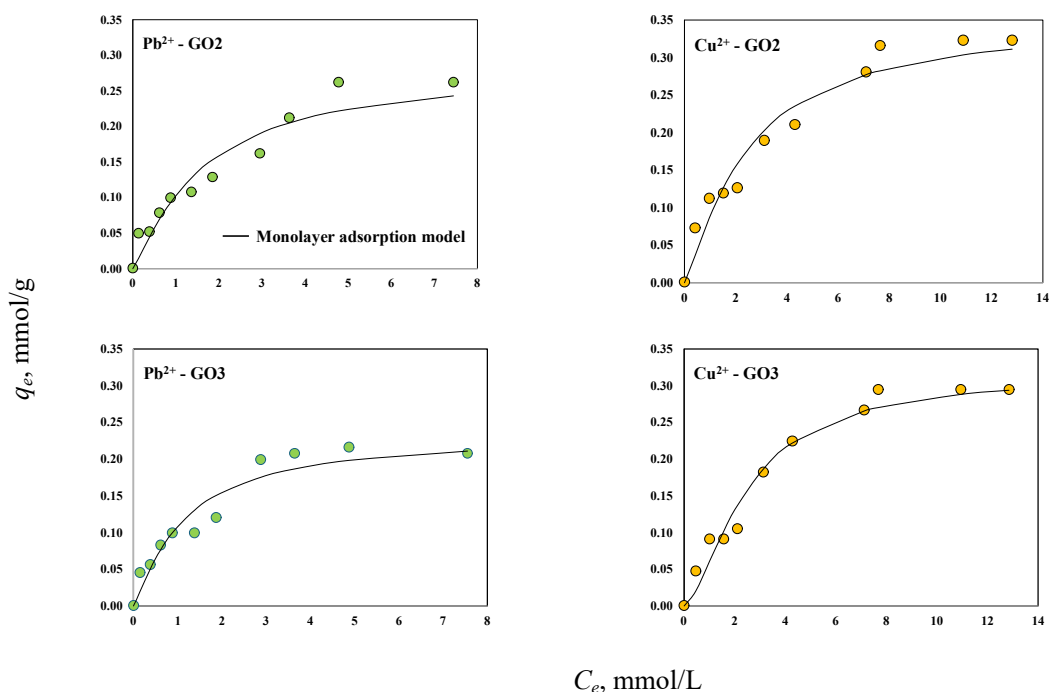 Pb²⁺ - GO2
0.35
0.30
0.25
0.20
0.15
0.10
0.05
0.00
0 1 2 3 4 5 6 7 8
Monolayer adsorption model
Cu²⁺ - GO2
0.35
0.30
0.25
0.20
0.15
0.10
0.05
0.00
0 2 4 6 8 10 12 14
qe, mmol/g
Pb²⁺ - GO3
0.35
0.30
0.25
0.20
0.15
0.10
0.05
0.00
0 1 2 3 4 5 6 7 8
Cu²⁺ - GO3
0.35
0.30
0.25
0.20
0.15
0.10
0.05
0.00
0 2 4 6 8 10 12 14
Ce, mmol/L